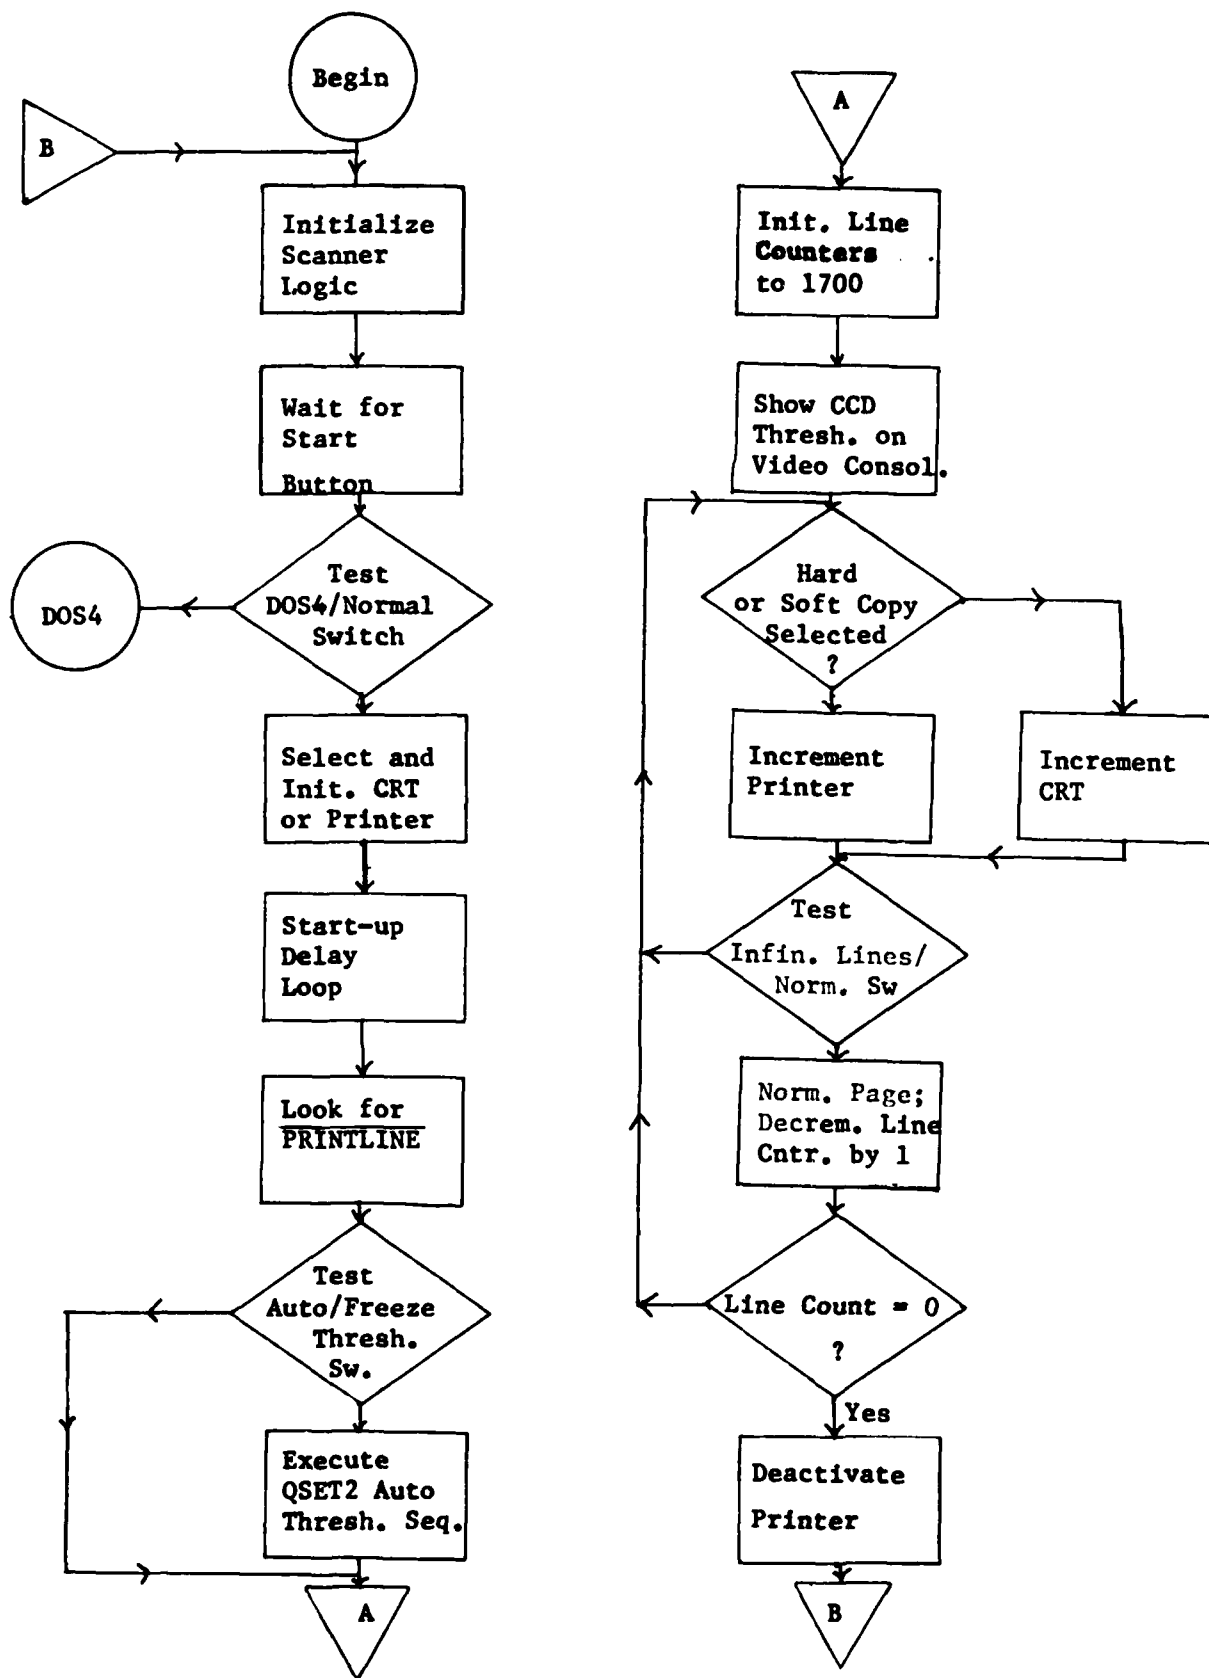 Begin
B
Initialize
Scanner
Logic
Wait for
Start
Button
Test
DOS4/Normal
Switch
DOS4
Select and
Init. CRT
or Printer
Start-up
Delay
Loop
Look for
PRINTLINE
Test
Auto/Freeze
Thresh.
Sw.
Execute
QSET2 Auto
Thresh. Seq.
A
A
Init. Line
Counters
to 1700
Show CCD
Thresh. on
Video Consol.
Hard
or Soft Copy
Selected
?
Increment
Printer
Increment
CRT
Test
Infin. Lines/
Norm. Sw
Norm. Page;
Decrem. Line
Cntr. by 1
Line Count = 0
?
Yes
Deactivate
Printer
B